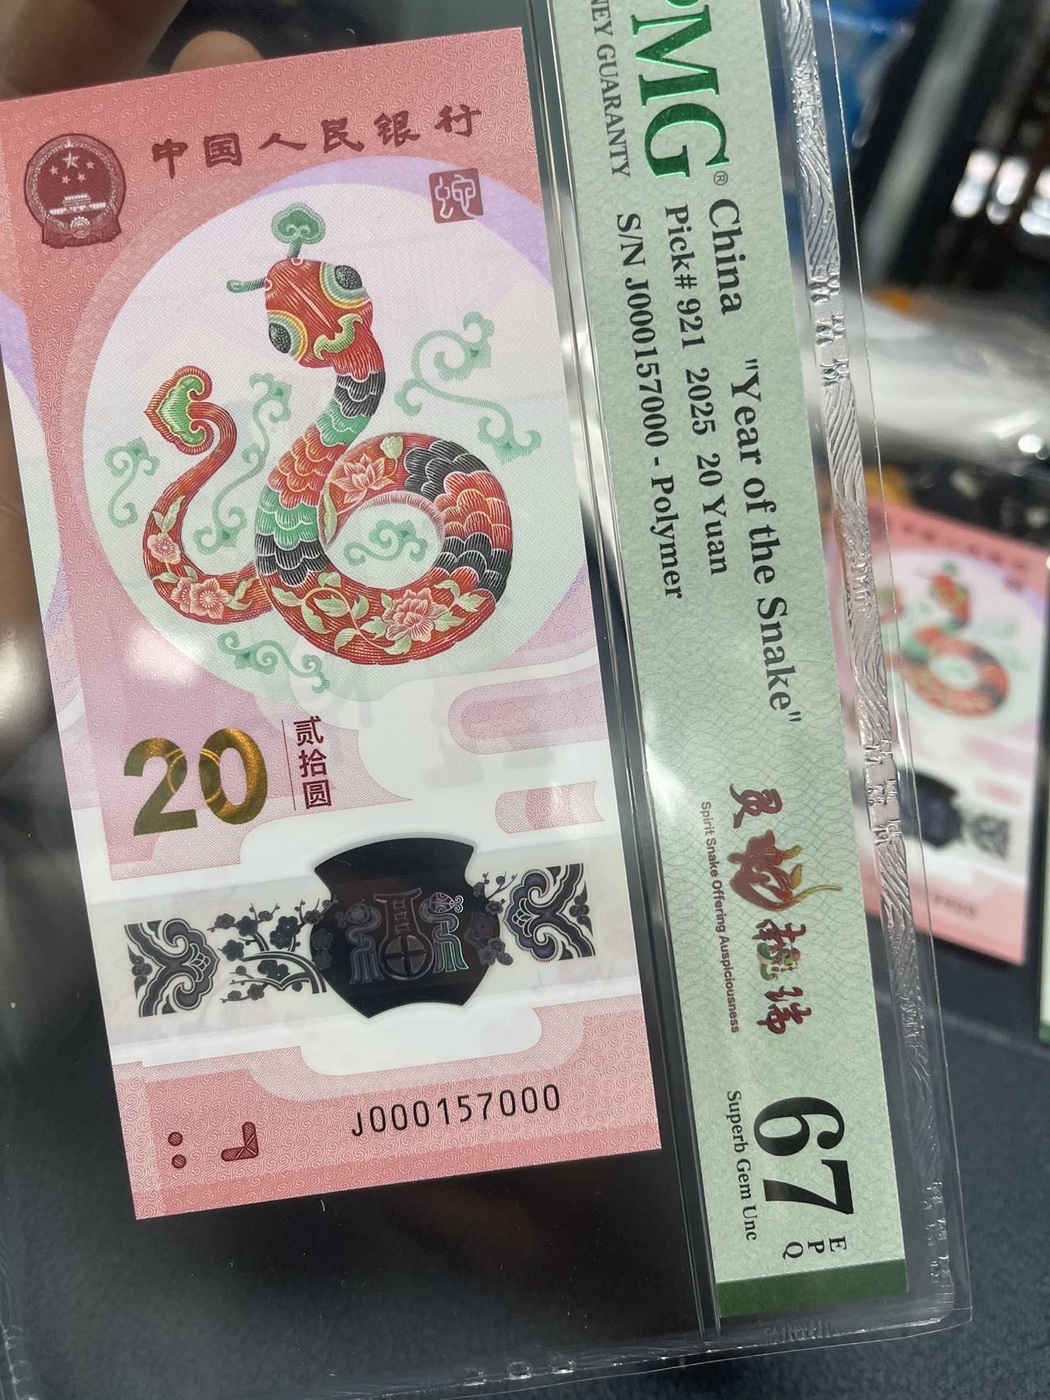 中国人民银行
蛇
20
贰拾圆
J000157000
PMG
EY GUARANTY
China "Year of the Snake"
Pick# 921 2025 20 Yuan
S/N J000157000 - Polymer
灵蛇献瑞
Spirit Snake Offering Auspiciousness
67
EPQ
Superb Gem Unc